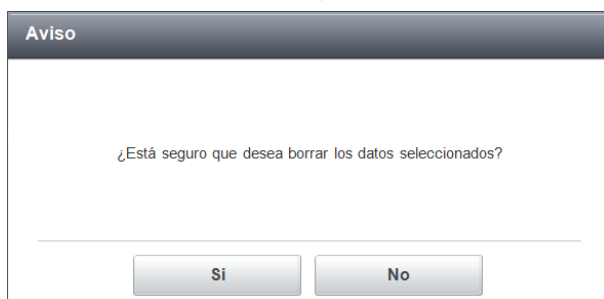 Aviso
¿Está seguro que desea borrar los datos seleccionados?
Si
No